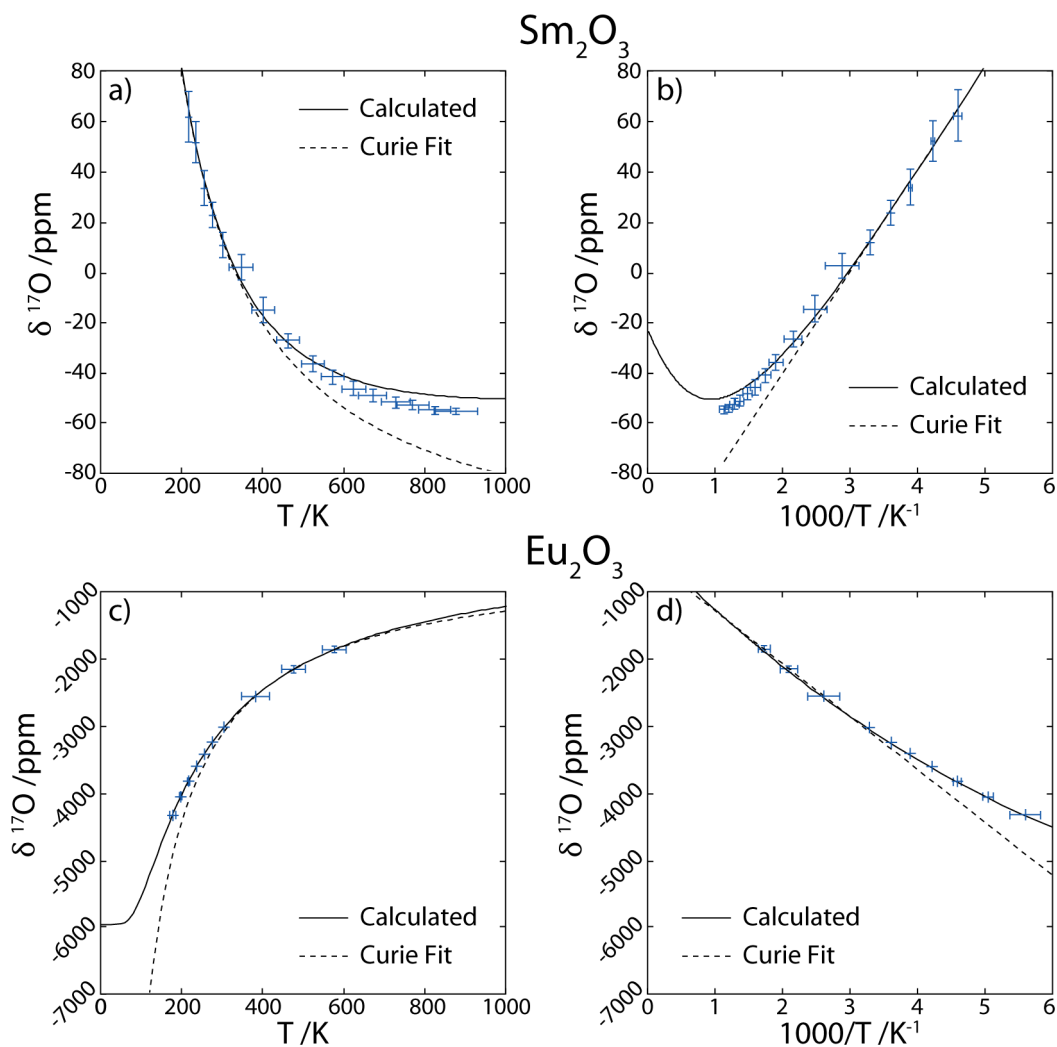 Sm₂O₃
a)
Calculated
Curie Fit
80
60
40
20
0
-20
-40
-60
-80
δ ¹⁷O /ppm
0 200 400 600 800 1000
T /K
b)
Calculated
Curie Fit
80
60
40
20
0
-20
-40
-60
-80
δ ¹⁷O /ppm
0 1 2 3 4 5 6
1000/T /K⁻¹
Eu₂O₃
c)
Calculated
Curie Fit
-1000
-2000
-3000
-4000
-5000
-6000
-7000
δ ¹⁷O /ppm
0 200 400 600 800 1000
T /K
d)
Calculated
Curie Fit
-1000
-2000
-3000
-4000
-5000
-6000
-7000
δ ¹⁷O /ppm
0 1 2 3 4 5 6
1000/T /K⁻¹